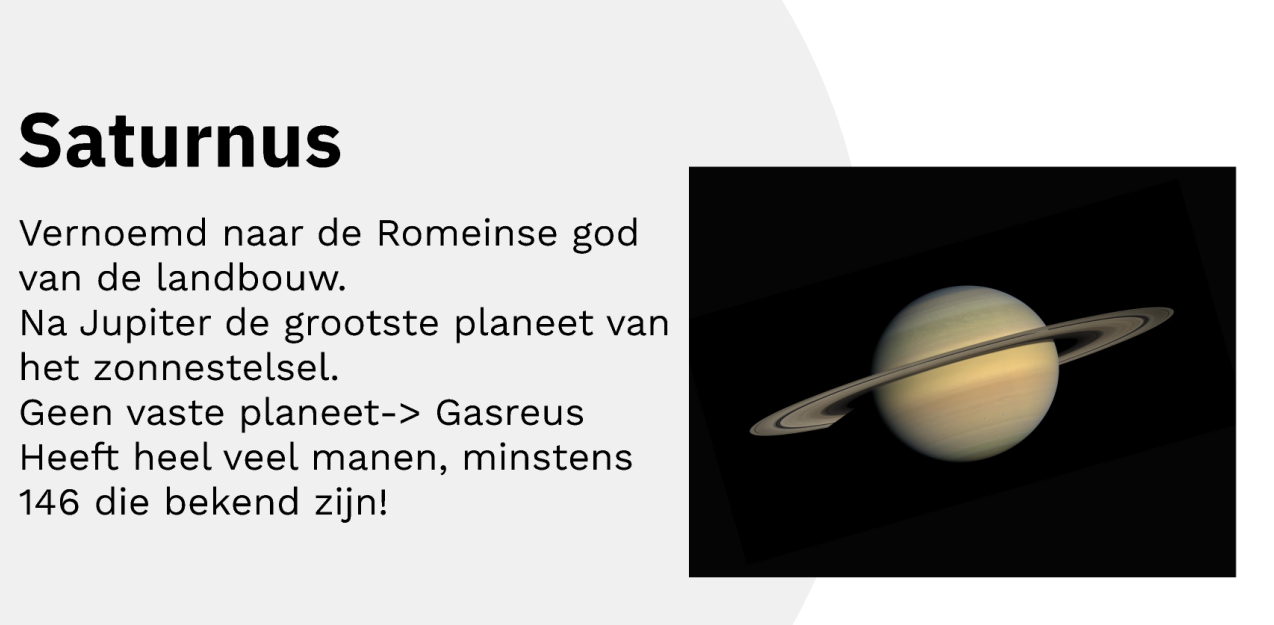 Saturnus
Vernoemd naar de Romeinse god
van de landbouw.
Na Jupiter de grootste planeet van
het zonnestelsel.
Geen vaste planeet-> Gasreus
Heeft heel veel manen, minstens
146 die bekend zijn!